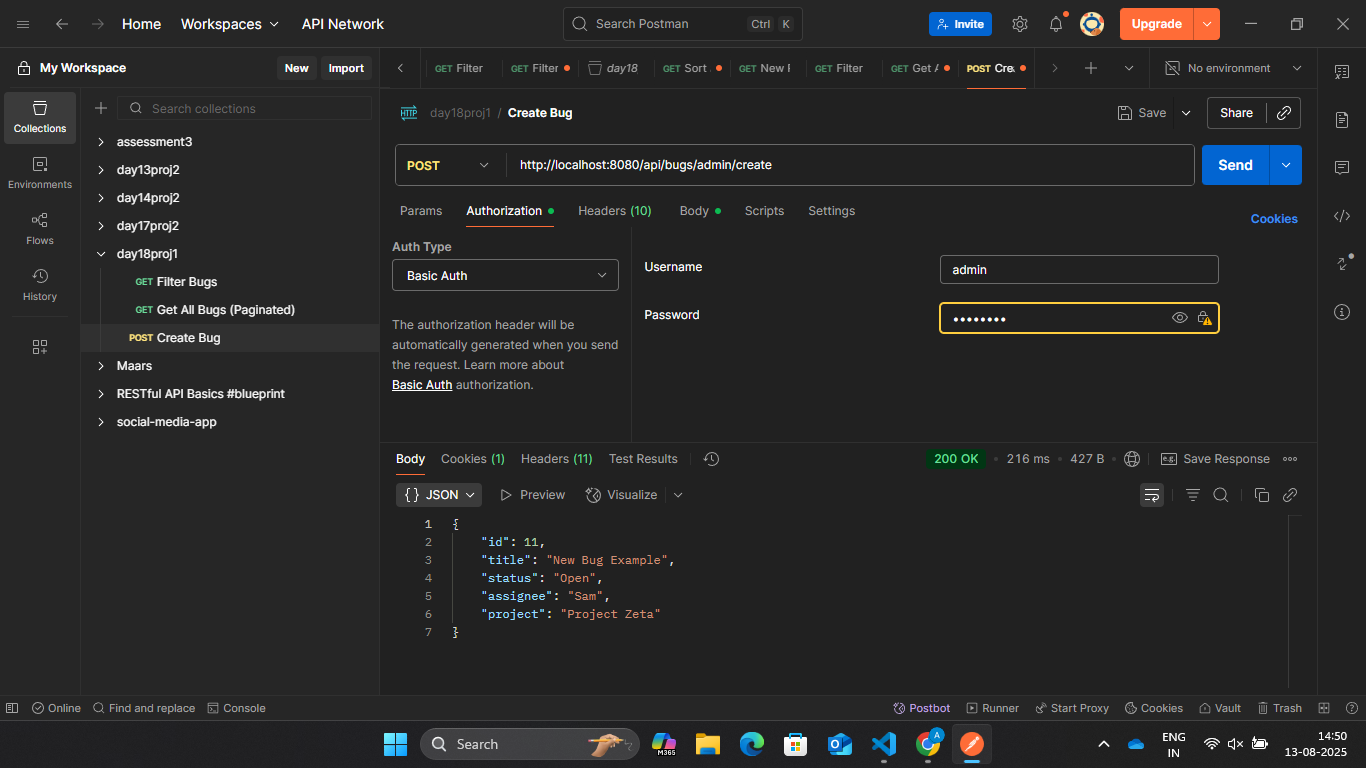 Home
Workspaces
API Network
Search Postman
Ctrl
K
Invite
Upgrade
My Workspace
New
Import
GET Filter
GET Filter
day18
GET Sort
GET New F
GET Filter
GET Get A
POST Crea
No environment
Collections
Environments
Flows
History
Search collections
assessment3
day13proj2
day14proj2
day17proj2
day18proj1
GET Filter Bugs
GET Get All Bugs (Paginated)
POST Create Bug
Maars
RESTful API Basics #blueprint
social-media-app
HTTP
day18proj1 / Create Bug
Save
Share
POST
http://localhost:8080/api/bugs/admin/create
Send
Params
Authorization
Headers (10)
Body
Scripts
Settings
Cookies
Auth Type
Basic Auth
The authorization header will be
automatically generated when you send
the request. Learn more about
Basic Auth authorization.
Username
admin
Password
••••••••
Body
Cookies (1)
Headers (11)
Test Results
200 OK
216 ms
427 B
e.g.
Save Response
{} JSON
Preview
Visualize
1 {
2 "id": 11,
3 "title": "New Bug Example",
4 "status": "Open",
5 "assignee": "Sam",
6 "project": "Project Zeta"
7 }
Online
Find and replace
Console
Postbot
Runner
Start Proxy
Cookies
Vault
Trash
Search
M365
A
ENG
IN
14:50
13-08-2025